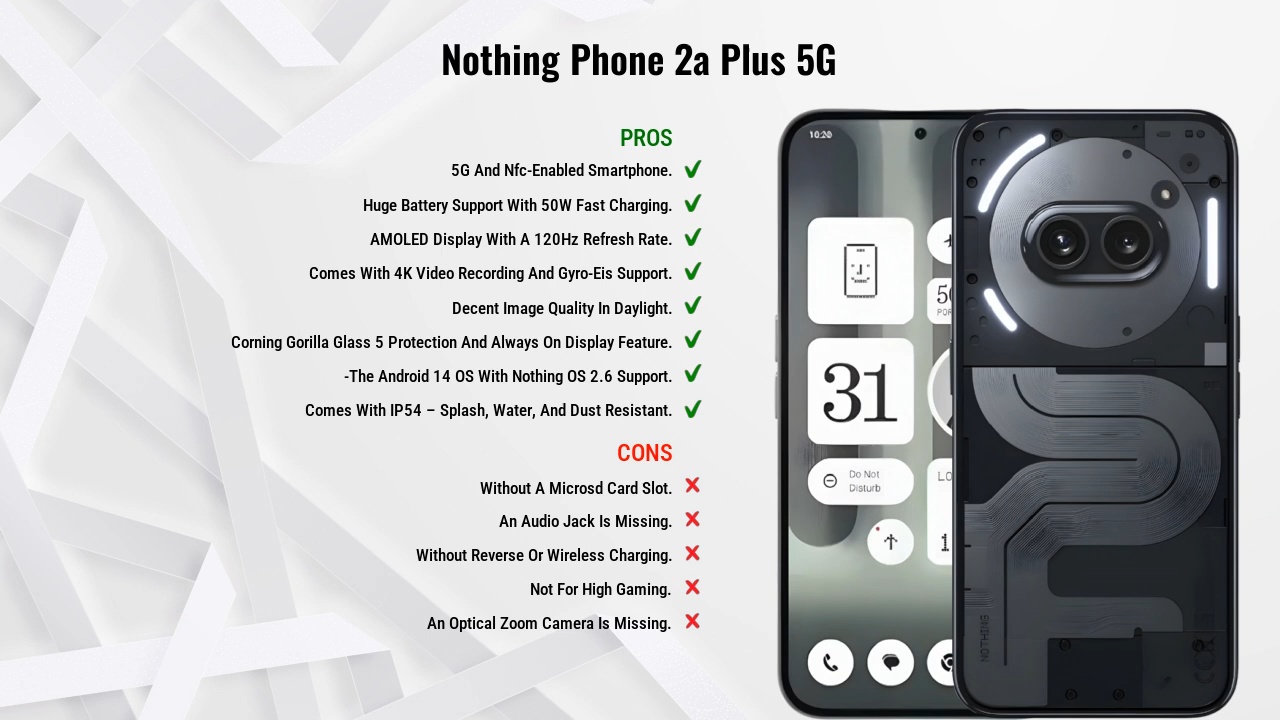 Nothing Phone 2a Plus 5G
PROS
5G And Nfc-Enabled Smartphone.
Huge Battery Support With 50W Fast Charging.
AMOLED Display With A 120Hz Refresh Rate.
Comes With 4K Video Recording And Gyro-Eis Support.
Decent Image Quality In Daylight.
Corning Gorilla Glass 5 Protection And Always On Display Feature.
-The Android 14 OS With Nothing OS 2.6 Support.
Comes With IP54 – Splash, Water, And Dust Resistant.
CONS
Without A Microsd Card Slot.
An Audio Jack Is Missing.
Without Reverse Or Wireless Charging.
Not For High Gaming.
An Optical Zoom Camera Is Missing.
10:20
31
Do Not
Disturb
NOTHING